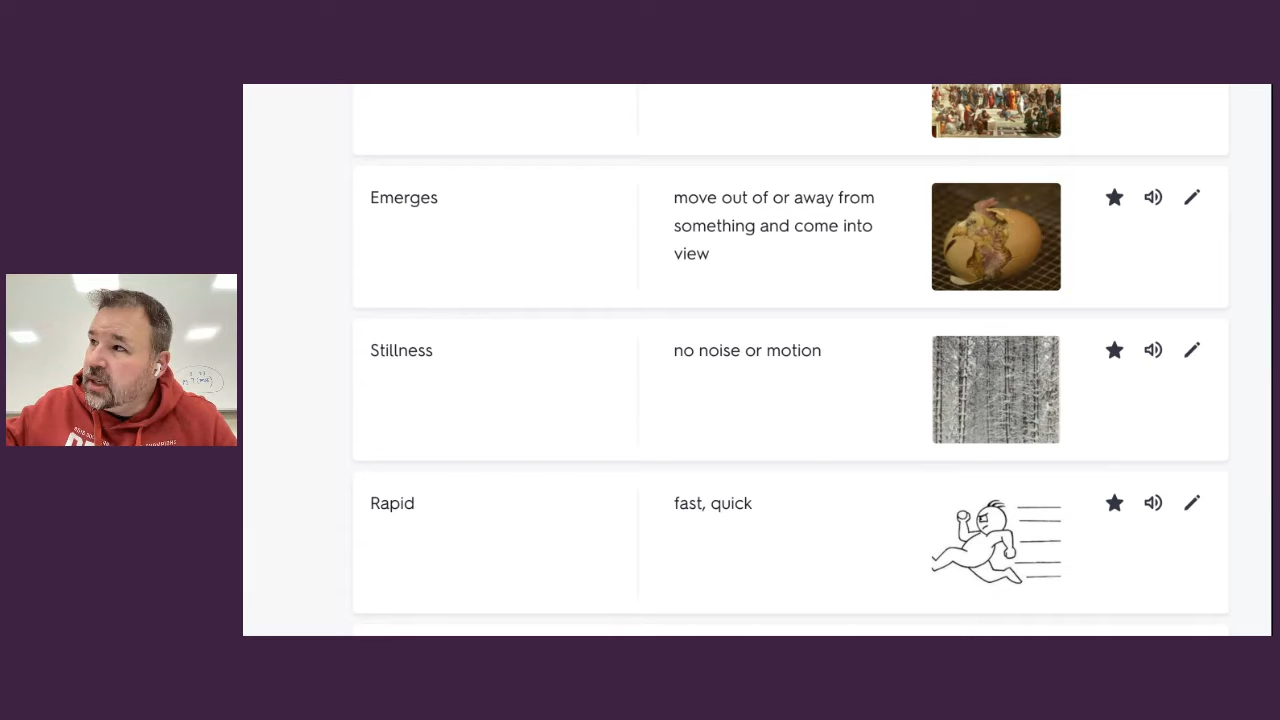 Emerges
move out of or away from
something and come into
view
Stillness
no noise or motion
Rapid
fast, quick